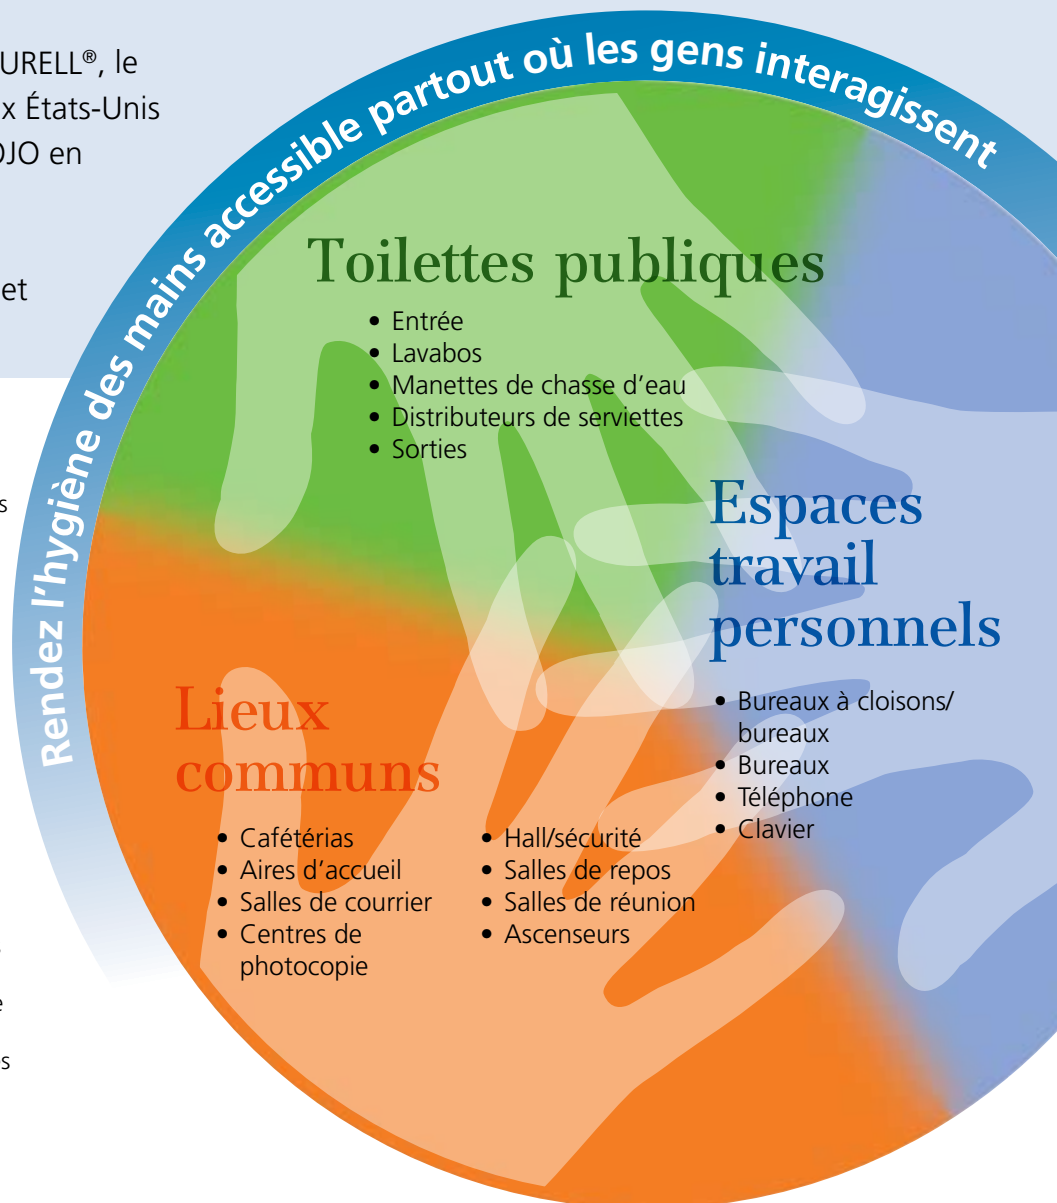 URELL®, le
x États-Unis
OJO en
et
s
e
es
Rendez l'hygiène des mains accessible partout où les gens interagissent
Toilettes publiques
• Entrée
• Lavabos
• Manettes de chasse d'eau
• Distributeurs de serviettes
• Sorties
Espaces
travail
personnels
• Bureaux à cloisons/
bureaux
• Bureaux
• Téléphone
• Clavier
Lieux
communs
• Cafétérias
• Aires d'accueil
• Salles de courrier
• Centres de
photocopie
• Hall/sécurité
• Salles de repos
• Salles de réunion
• Ascenseurs